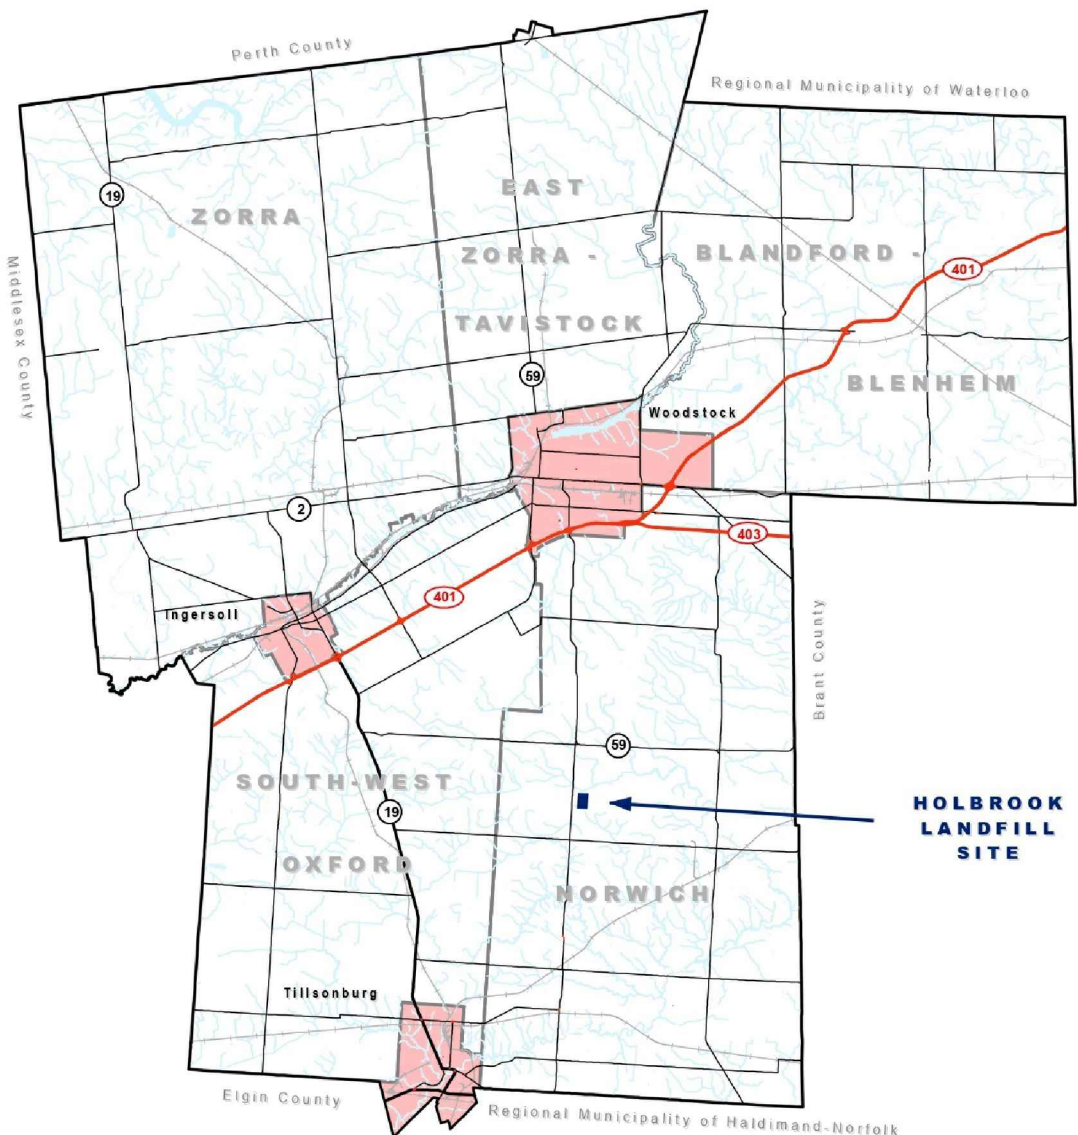 Perth County
Regional Municipality of Waterloo
19
ZORRA
EAST
ZORRA -
TAVISTOCK
BLANDFORD -
BLENHEIM
401
Middlesex County
59
Woodstock
2
403
401
Ingersoll
Brant County
59
SOUTH-WEST
OXFORD
19
HOLBROOK
LANDFILL
SITE
NORWICH
Tillsonburg
Elgin County
Regional Municipality of Haldimand-Norfolk